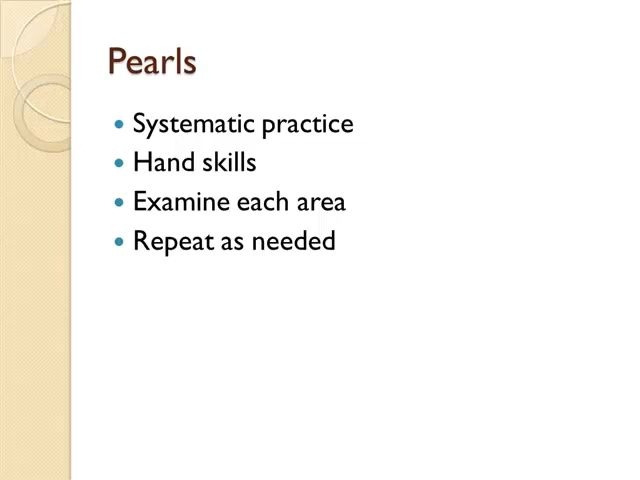 Pearls
Systematic practice
Hand skills
Examine each area
Repeat as needed